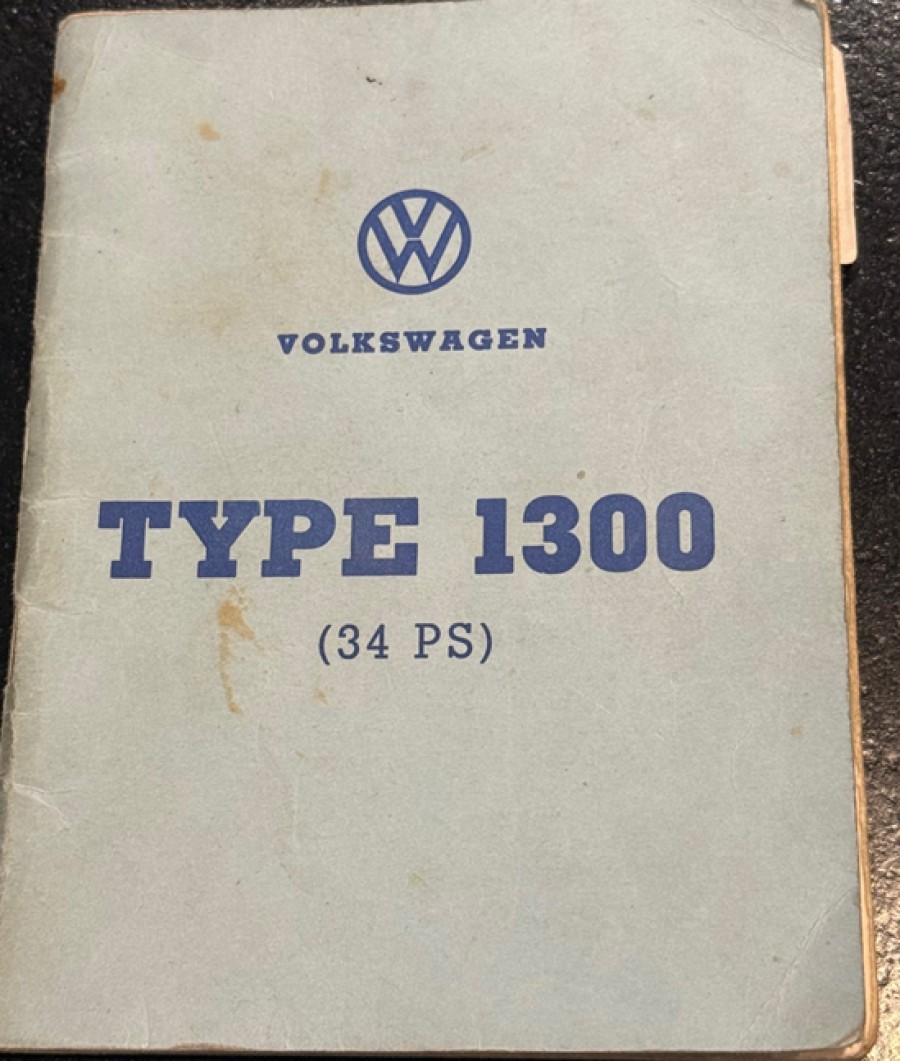 VW
VOLKSWAGEN
TYPE 1300
(34 PS)